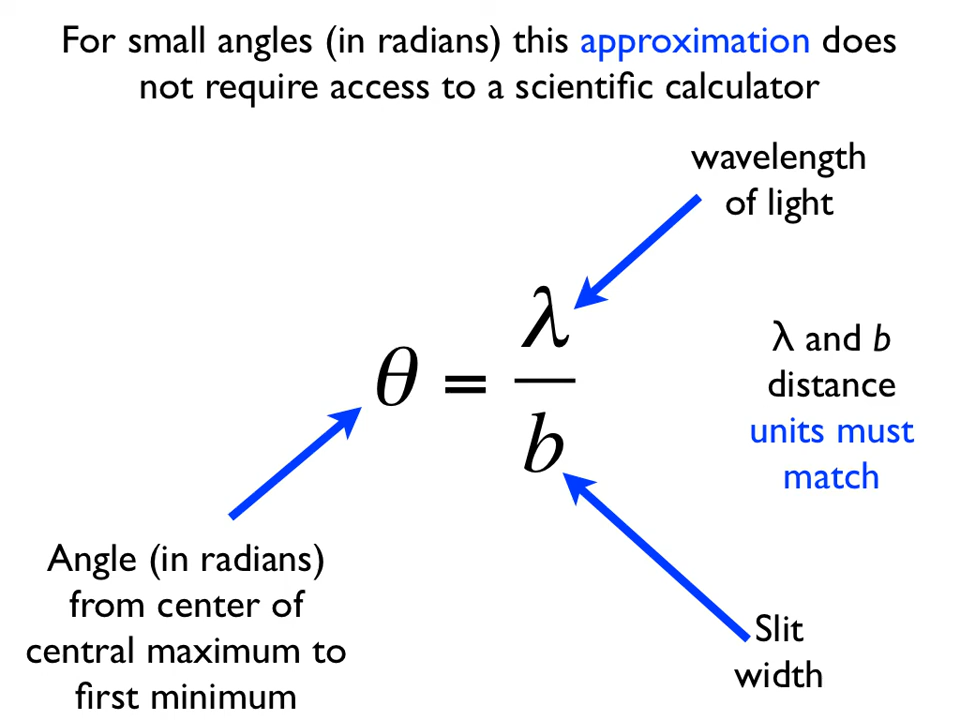 For small angles (in radians) this approximation does
not require access to a scientific calculator
wavelength
of light
θ = λ / b
λ and b
distance
units must
match
Angle (in radians)
from center of
central maximum to
first minimum
Slit
width